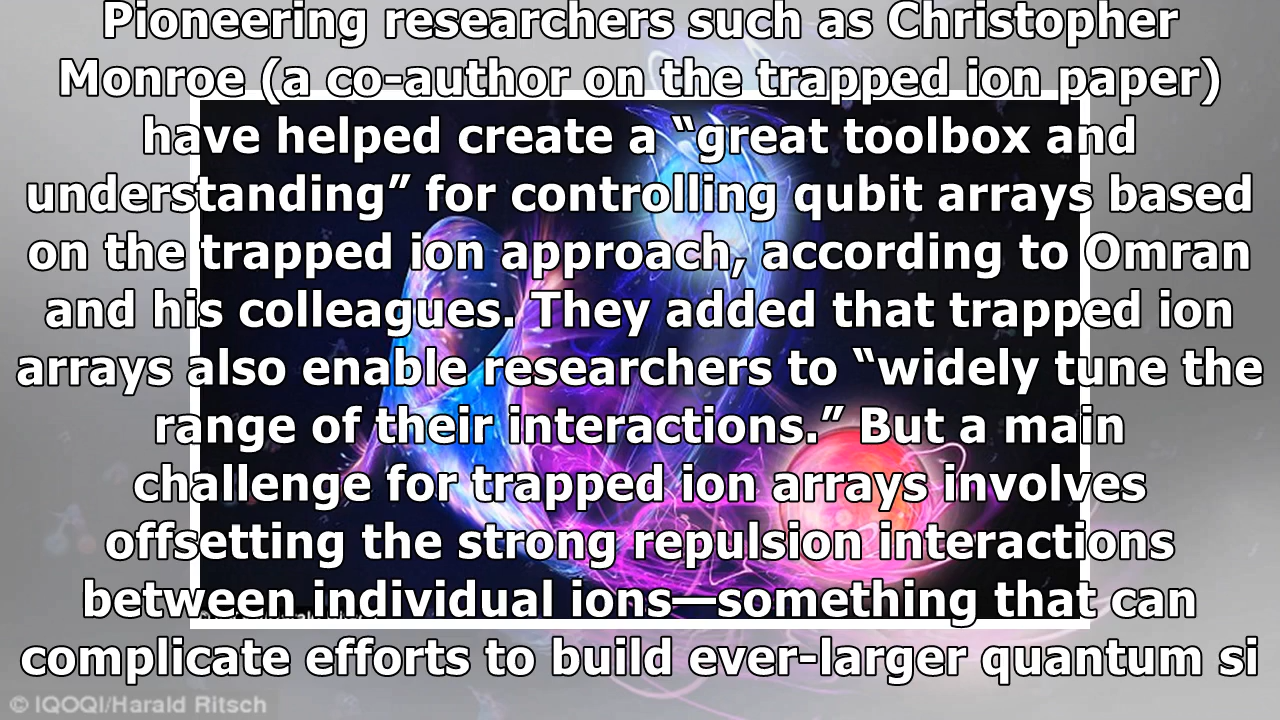 Pioneering researchers such as Christopher
Monroe (a co-author on the trapped ion paper)
have helped create a “great toolbox and
understanding” for controlling qubit arrays based
on the trapped ion approach, according to Omran
and his colleagues. They added that trapped ion
arrays also enable researchers to “widely tune the
range of their interactions.” But a main
challenge for trapped ion arrays involves
offsetting the strong repulsion interactions
between individual ions—something that can
complicate efforts to build ever-larger quantum si
© IQOQI/Harald Ritsch